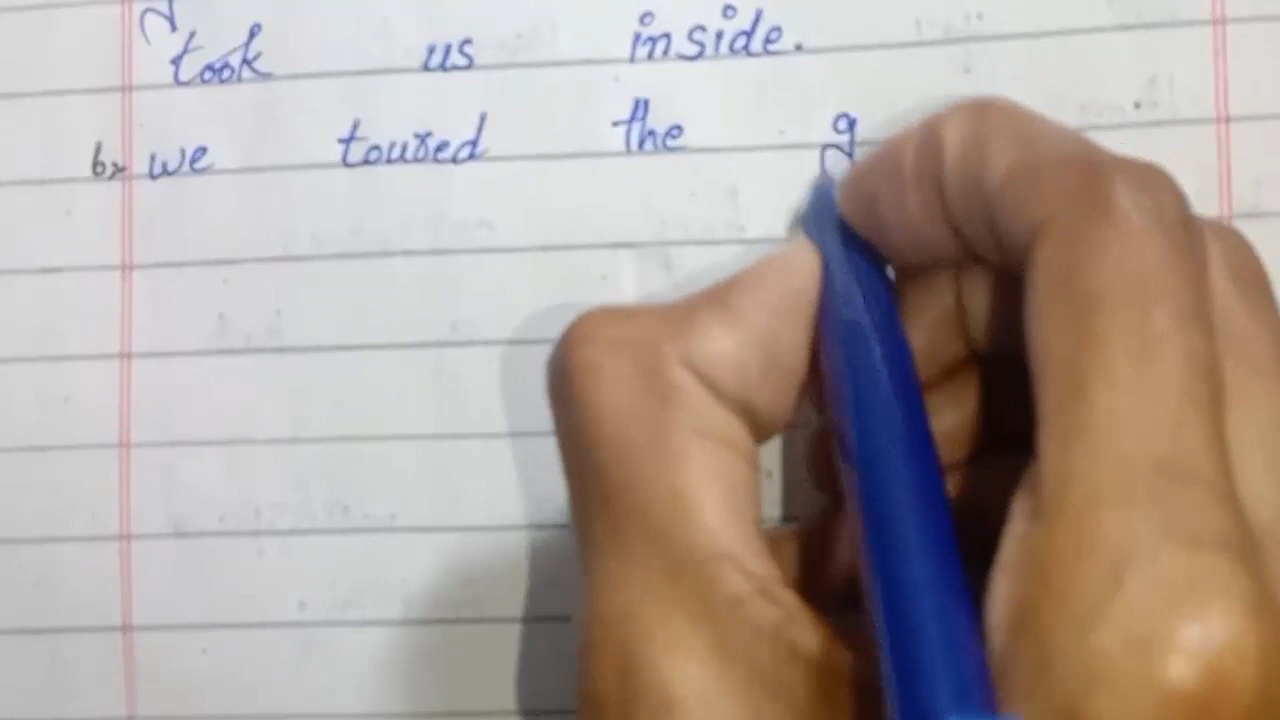 took us inside.
6, we toured the g